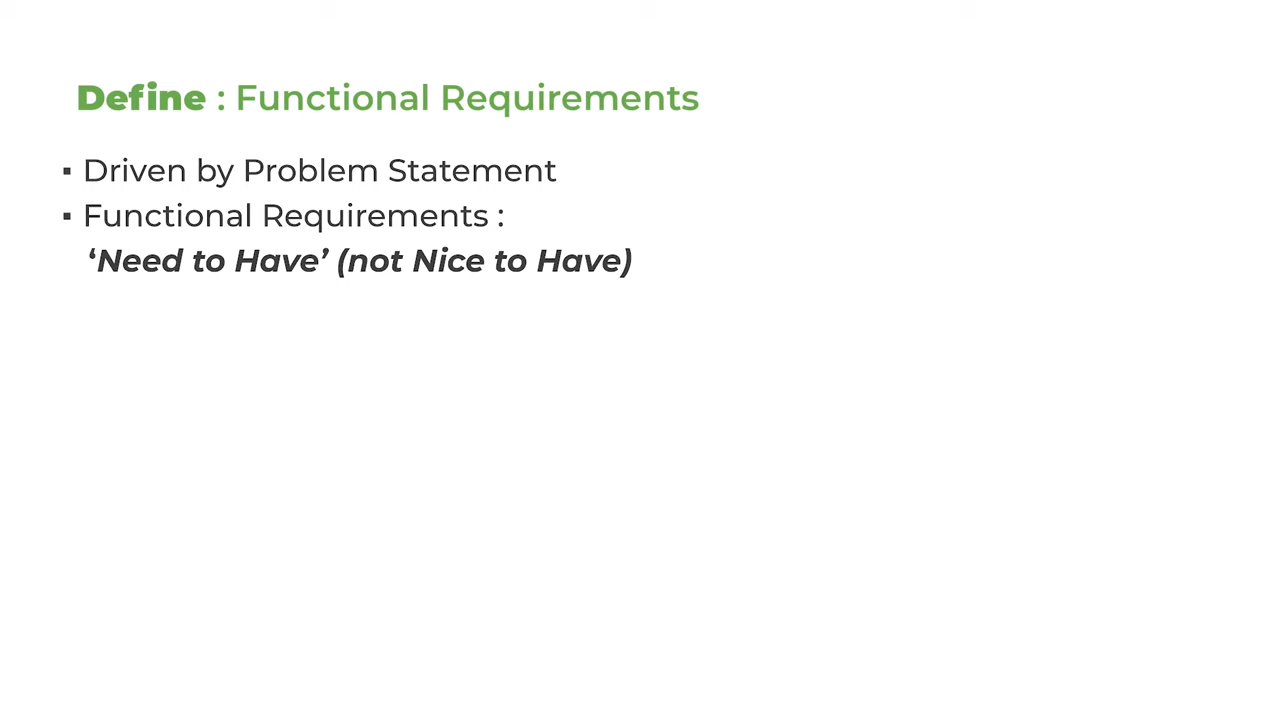 Define : Functional Requirements
▪ Driven by Problem Statement
▪ Functional Requirements :
‘Need to Have’ (not Nice to Have)